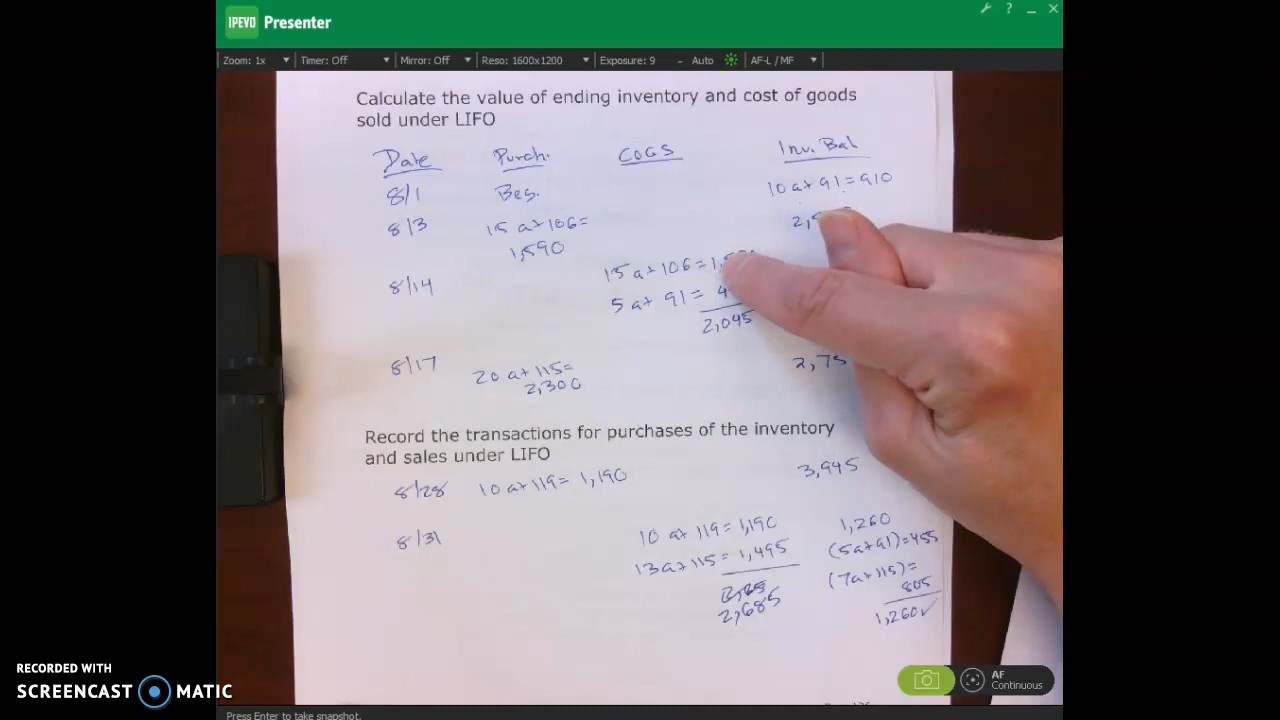 IPEVO Presenter
Zoom: 1x Timer: Off Mirror: Off Reso: 1600x1200 Exposure: 9 - Auto AF-L / MF
Calculate the value of ending inventory and cost of goods
sold under LIFO
Date Purch. COGS Inv. Bal
8/1 Beg. 10 at 91 = 910
8/3 15 at 106 =
1,590
15 at 106 =
8/14
5 at 91 =
2,045
8/17 20 at 115 =
2,300
Record the transactions for purchases of the inventory
and sales under LIFO
8/28 10 at 119 = 1,190 3,945
8/31 10 at 119 = 1,190 1,260
13 at 115 = 1,495 (5 at 91) = 455
(7 at 115) =
805
2,685 1,260✓
RECORDED WITH
SCREENCAST MATIC
AF
Continuous
Press Enter to take snapshot.